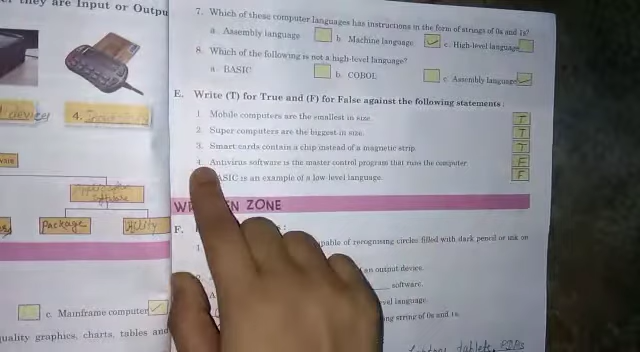 they are Input or Outpu
4.
are
Package
Utility
c. Mainframe computer ✓
uality graphics, charts, tables and
7. Which of these computer languages has instructions in the form of strings of 0s and 1s?
a. Assembly language b. Machine language ✓ c. High-level language
8. Which of the following is not a high-level language?
a. BASIC b. COBOL c. Assembly language ✓
E. Write (T) for True and (F) for False against the following statements:
1. Mobile computers are the smallest in size. T
2. Super computers are the biggest in size. T
3. Smart cards contain a chip instead of a magnetic strip. T
4. Antivirus software is the master control program that runs the computer. F
ASIC is an example of a low-level language. F
EN ZONE
F.
1.
pable of recognising circles filled with dark pencil or ink on
an output device.
software.
vel language.
ng string of 0s and 1s.